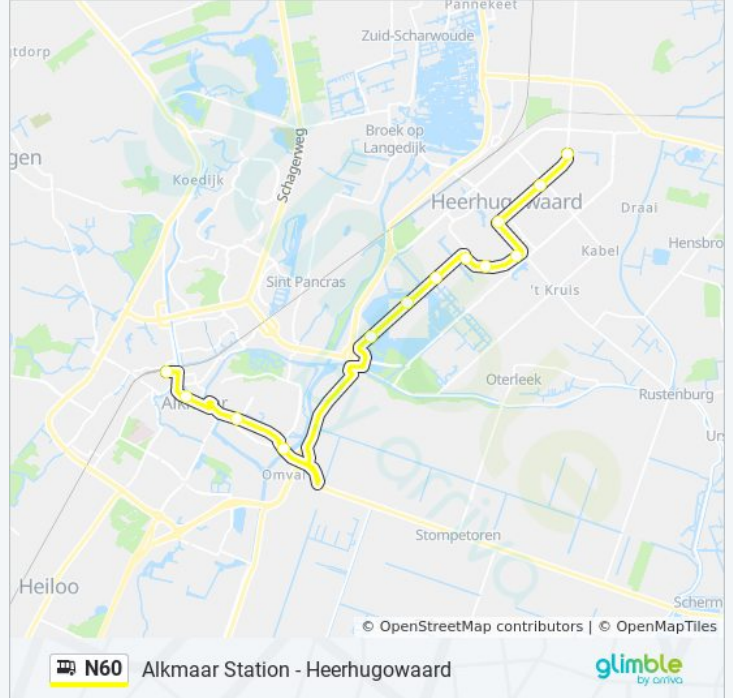 Pannekeet
Zuid-Scharwoude
tdorp
Broek op
Langedijk
gen
Schagerweg
Koedijk
Heerhugowaard
Draai
Kabel
Hensbro
Sint Pancras
't Kruis
Oterleek
Rustenburg
Alkmaar
Urs
Omval
Stompetoren
Heiloo
Scherm
© OpenStreetMap contributors | © OpenMapTiles
N60 Alkmaar Station - Heerhugowaard
glimble
by arriva